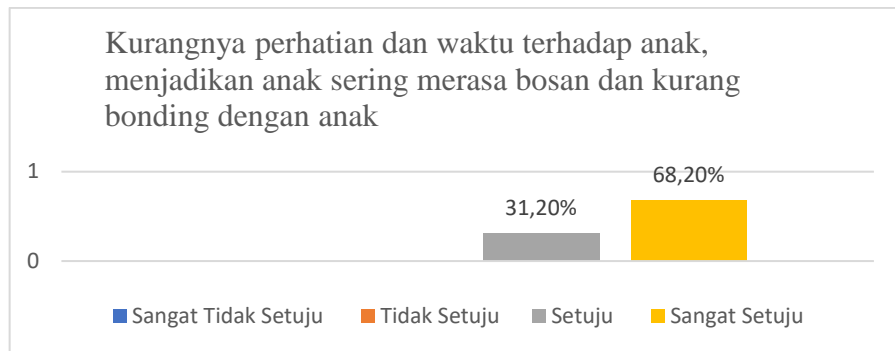 Kurangnya perhatian dan waktu terhadap anak,
menjadikan anak sering merasa bosan dan kurang
bonding dengan anak
1
68,20%
31,20%
0
Sangat Tidak Setuju
Tidak Setuju
Setuju
Sangat Setuju